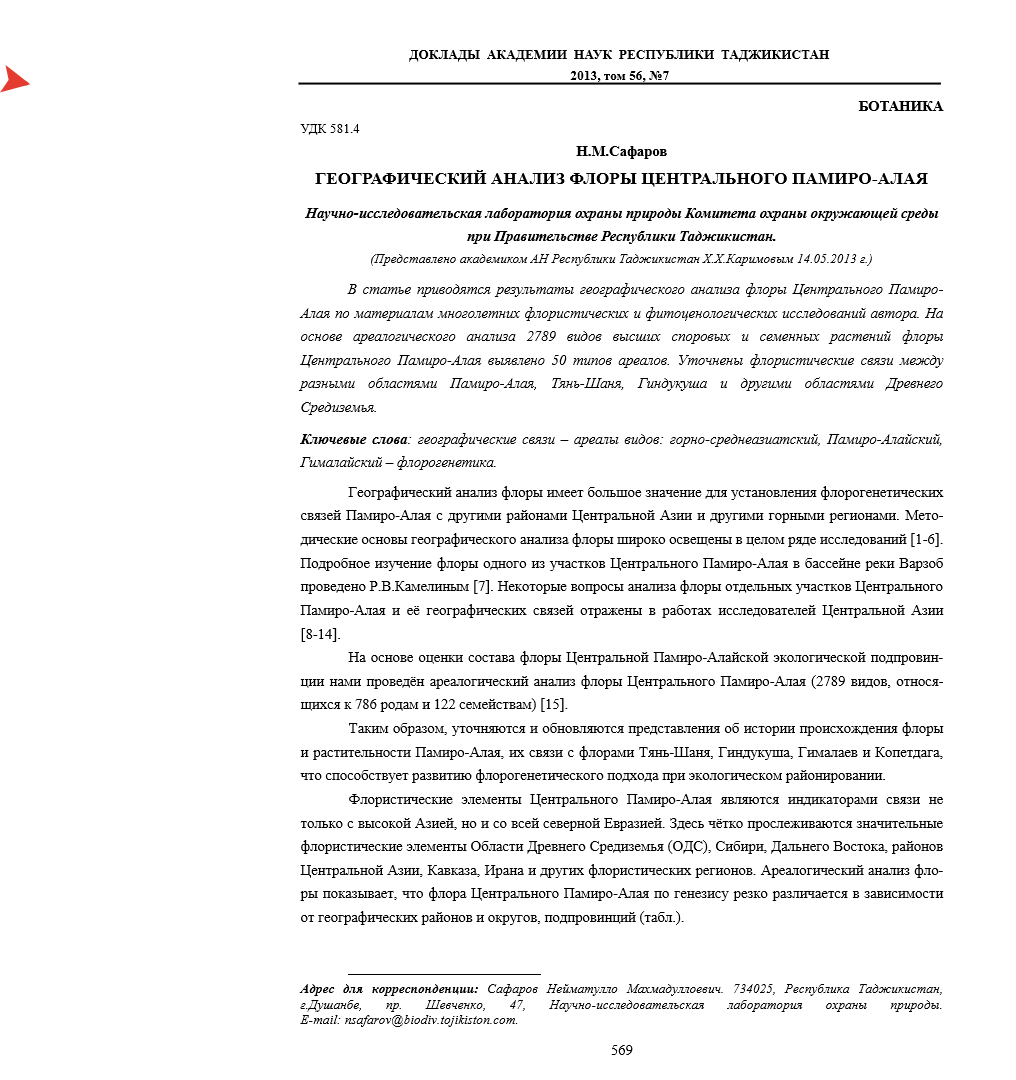 ДОКЛАДЫ АКАДЕМИИ НАУК РЕСПУБЛИКИ ТАДЖИКИСТАН
2013, том 56, №7
БОТАНИКА
УДК 581.4
Н.М.Сафаров
ГЕОГРАФИЧЕСКИЙ АНАЛИЗ ФЛОРЫ ЦЕНТРАЛЬНОГО ПАМИРО-АЛАЯ
Научно-исследовательская лаборатория охраны природы Комитета охраны окружающей среды
при Правительстве Республики Таджикистан.
(Представлено академиком АН Республики Таджикистан Х.Х.Каримовым 14.05.2013 г.)
В статье приводятся результаты географического анализа флоры Центрального Памиро-
Алая по материалам многолетних флористических и фитоценологических исследований автора. На
основе ареалогического анализа 2789 видов высших споровых и семенных растений флоры
Центрального Памиро-Алая выявлено 50 типов ареалов. Уточнены флористические связи между
разными областями Памиро-Алая, Тянь-Шаня, Гиндукуша и другими областями Древнего
Средиземья.
Ключевые слова: географические связи – ареалы видов: горно-среднеазиатский, Памиро-Алайский,
Гималайский – флорогенетика.
Географический анализ флоры имеет большое значение для установления флорогенетических
связей Памиро-Алая с другими районами Центральной Азии и другими горными регионами. Мето-
дические основы географического анализа флоры широко освещены в целом ряде исследований [1-6].
Подробное изучение флоры одного из участков Центрального Памиро-Алая в бассейне реки Варзоб
проведено Р.В.Камелиным [7]. Некоторые вопросы анализа флоры отдельных участков Центрального
Памиро-Алая и её географических связей отражены в работах исследователей Центральной Азии
[8-14].
На основе оценки состава флоры Центральной Памиро-Алайской экологической подпровин-
ции нами проведён ареалогический анализ флоры Центрального Памиро-Алая (2789 видов, относя-
щихся к 786 родам и 122 семействам) [15].
Таким образом, уточняются и обновляются представления об истории происхождения флоры
и растительности Памиро-Алая, их связи с флорами Тянь-Шаня, Гиндукуша, Гималаев и Копетдага,
что способствует развитию флорогенетического подхода при экологическом районировании.
Флористические элементы Центрального Памиро-Алая являются индикаторами связи не
только с высокой Азией, но и со всей северной Евразией. Здесь чётко прослеживаются значительные
флористические элементы Области Древнего Средиземья (ОДС), Сибири, Дальнего Востока, районов
Центральной Азии, Кавказа, Ирана и других флористических регионов. Ареалогический анализ фло-
ры показывает, что флора Центрального Памиро-Алая по генезису резко различается в зависимости
от географических районов и округов, подпровинций (табл.).
Адрес для корреспонденции: Сафаров Нейматулло Махмадуллоевич. 734025, Республика Таджикистан,
г.Душанбе, пр. Шевченко, 47, Научно-исследовательская лаборатория охраны природы.
E-mail: nsafarov@biodiv.tojikiston.com.
569